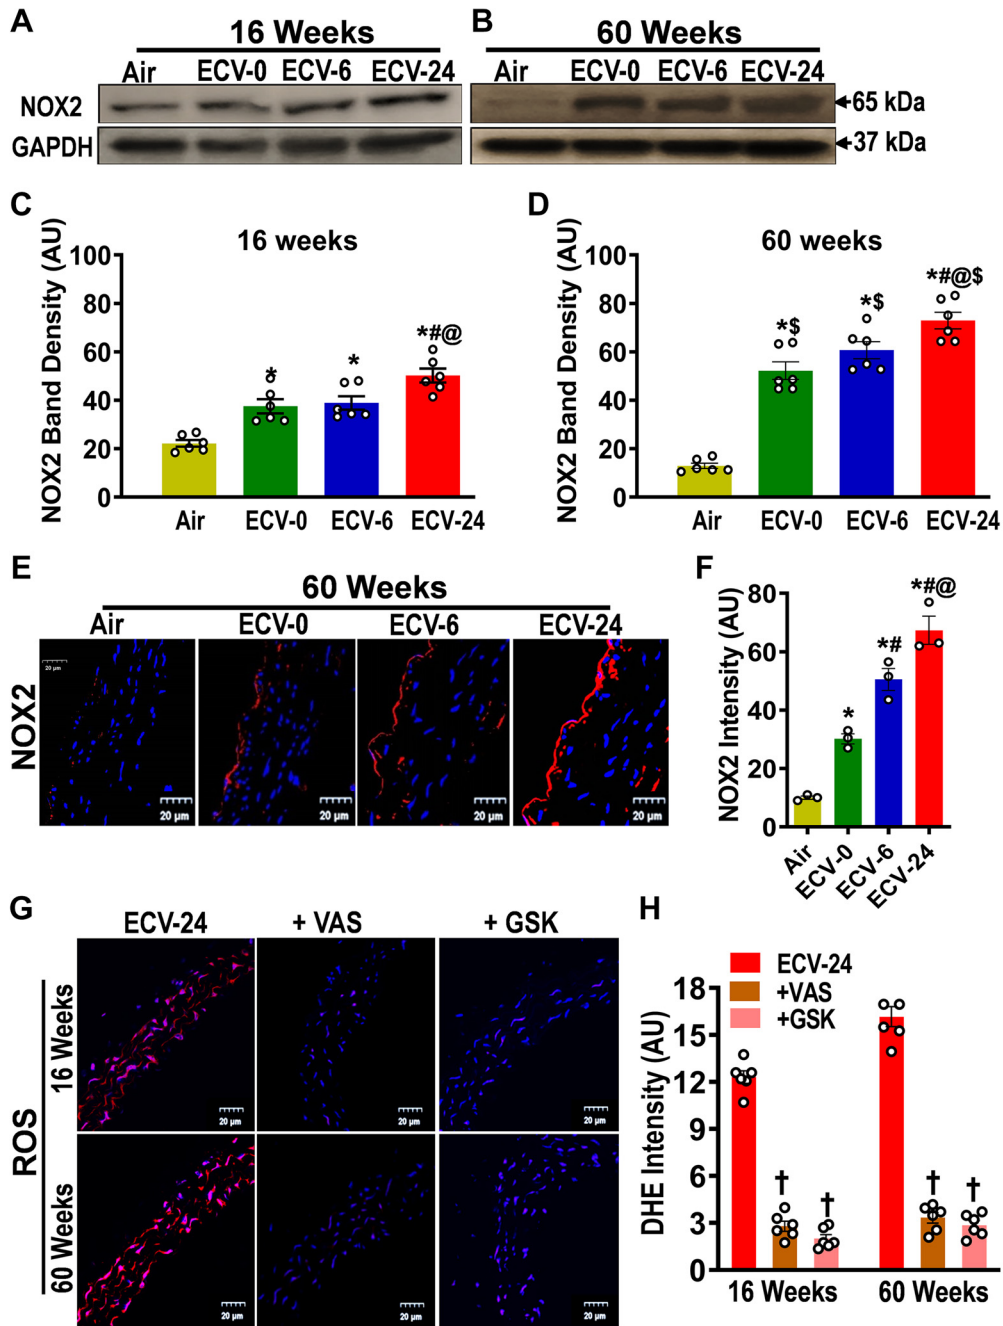 A
16 Weeks
B
60 Weeks
Air
ECV-0
ECV-6
ECV-24
Air
ECV-0
ECV-6
ECV-24
NOX2
65 kDa
GAPDH
37 kDa
C
D
16 weeks
60 weeks
NOX2 Band Density (AU)
100
80
60
40
20
0
*
*
*#@
Air
ECV-0
ECV-6
ECV-24
NOX2 Band Density (AU)
100
80
60
40
20
0
*$
*$
*#@$
Air
ECV-0
ECV-6
ECV-24
E
60 Weeks
Air
ECV-0
ECV-6
ECV-24
NOX2
20 µm
20 µm
20 µm
20 µm
20 µm
F
NOX2 Intensity (AU)
80
60
40
20
0
*
*#
*#@
Air
ECV-0
ECV-6
ECV-24
G
ECV-24
+ VAS
+ GSK
ROS
16 Weeks
60 Weeks
20 µm
20 µm
20 µm
20 µm
20 µm
20 µm
H
ECV-24
+VAS
+GSK
DHE Intensity (AU)
18
15
12
9
6
3
0
†
†
†
†
16 Weeks
60 Weeks